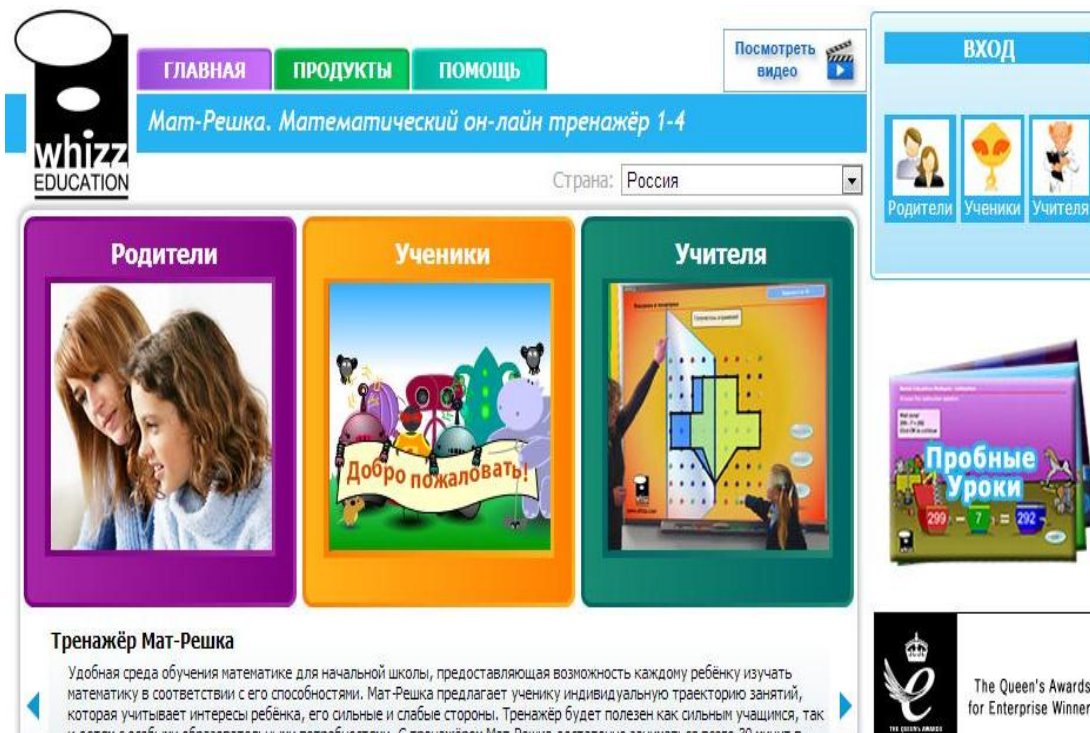 whizz
EDUCATION
ГЛАВНАЯ
ПРОДУКТЫ
ПОМОЩЬ
Посмотреть
видео
Мат-Решка. Математический он-лайн тренажёр 1-4
Страна: Россия
ВХОД
Родители
Ученики
Учителя
Родители
Ученики
Учителя
Добро пожаловать!
Пробные
Уроки
299 - 7 = 292
Тренажёр Мат-Решка
Удобная среда обучения математике для начальной школы, предоставляющая возможность каждому ребёнку изучать
математику в соответствии с его способностями. Мат-Решка предлагает ученику индивидуальную траекторию занятий,
которая учитывает интересы ребёнка, его сильные и слабые стороны. Тренажёр будет полезен как сильным учащимся, так
The Queen's Awards
for Enterprise Winner
THE QUEEN'S AWARDS